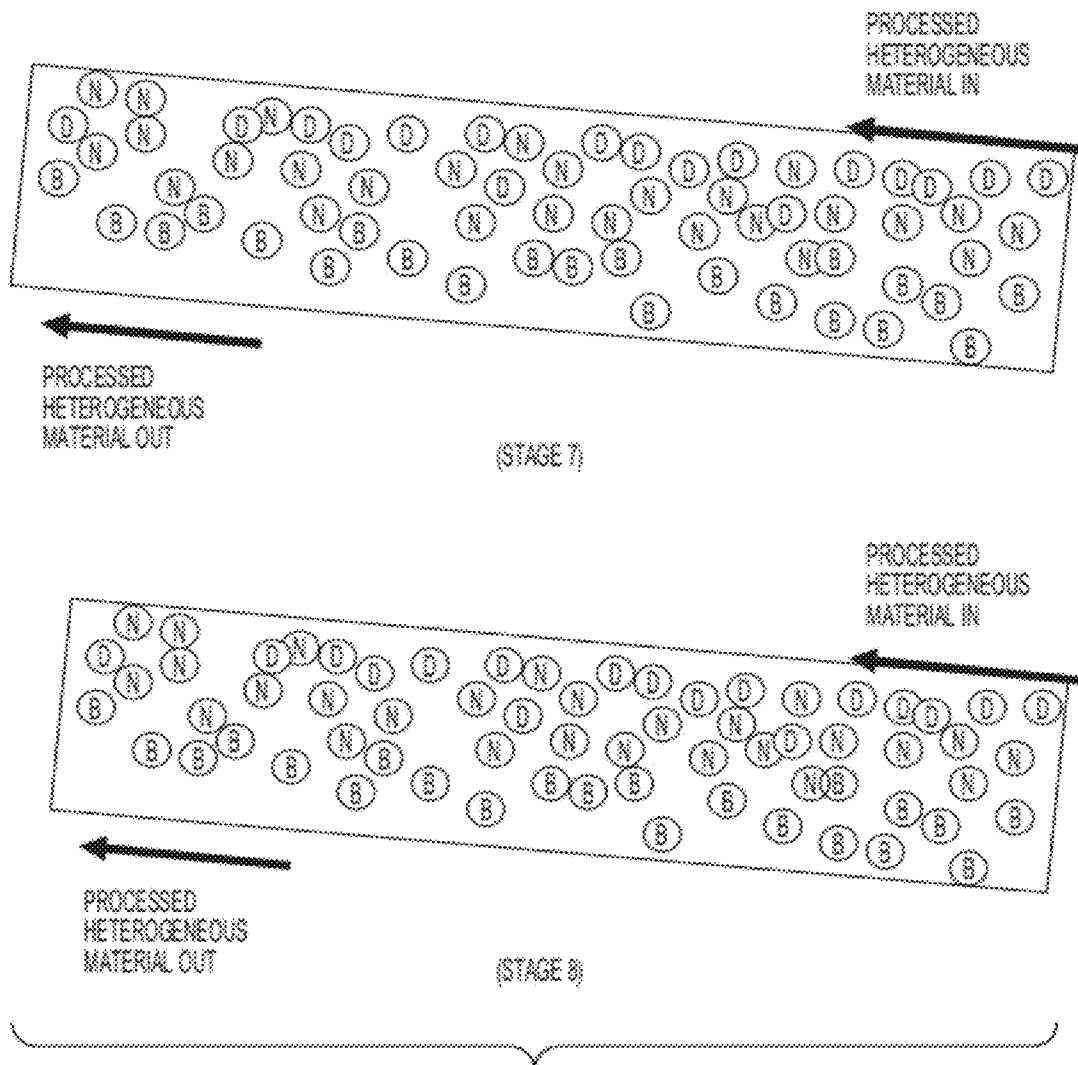 PROCESSED
HETEROGENEOUS
MATERIAL IN
PROCESSED
HETEROGENEOUS
MATERIAL OUT
(STAGE 7)
PROCESSED
HETEROGENEOUS
MATERIAL IN
PROCESSED
HETEROGENEOUS
MATERIAL OUT
(STAGE 8)